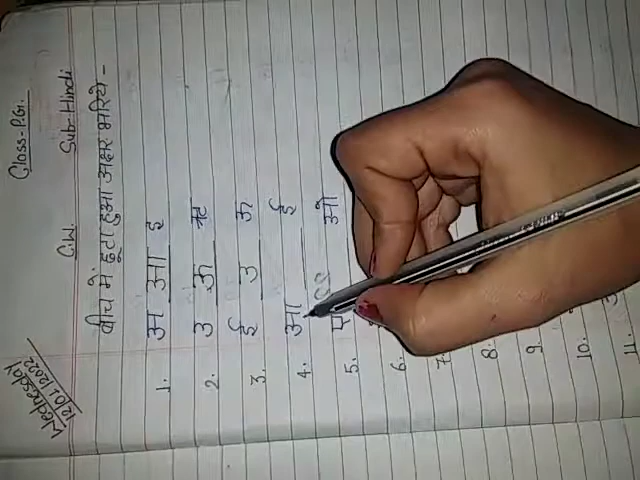 Class - P.G.
Wednesday
12/01/2022
C.W. Sub-Hindi
बीच में छूटा हुआ अक्षर भरिये -
1. अ आ इ
2. उ ऊ ऋ
3. ई उ ऊ
4. आ ___ ई
5. ए ओ
6.
7.
8.
9.
10.
11.